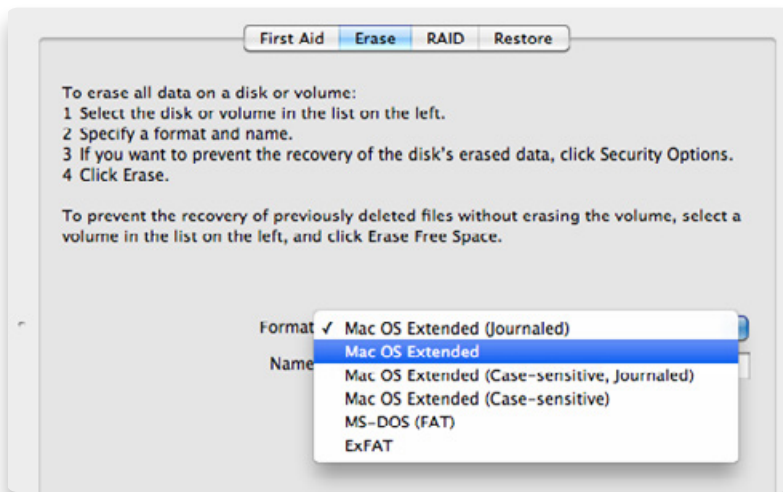 First Aid Erase RAID Restore
To erase all data on a disk or volume:
1 Select the disk or volume in the list on the left.
2 Specify a format and name.
3 If you want to prevent the recovery of the disk's erased data, click Security Options.
4 Click Erase.
To prevent the recovery of previously deleted files without erasing the volume, select a
volume in the list on the left, and click Erase Free Space.
Format ✓ Mac OS Extended (Journaled)
Mac OS Extended
Name
Mac OS Extended (Case-sensitive, Journaled)
Mac OS Extended (Case-sensitive)
MS-DOS (FAT)
ExFAT